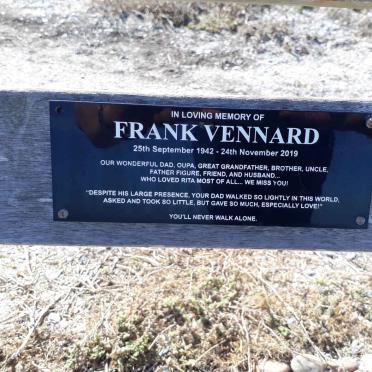 IN LOVING MEMORY OF
FRANK VENNARD
25th September 1942 - 24th November 2019
OUR WONDERFUL DAD, OUPA, GREAT GRANDFATHER, BROTHER, UNCLE,
FATHER FIGURE, FRIEND, AND HUSBAND...
WHO LOVED RITA MOST OF ALL... WE MISS YOU!
"DESPITE HIS LARGE PRESENCE, YOUR DAD WALKED SO LIGHTLY IN THIS WORLD,
ASKED AND TOOK SO LITTLE, BUT GAVE SO MUCH, ESPECIALLY LOVE!"
YOU'LL NEVER WALK ALONE.